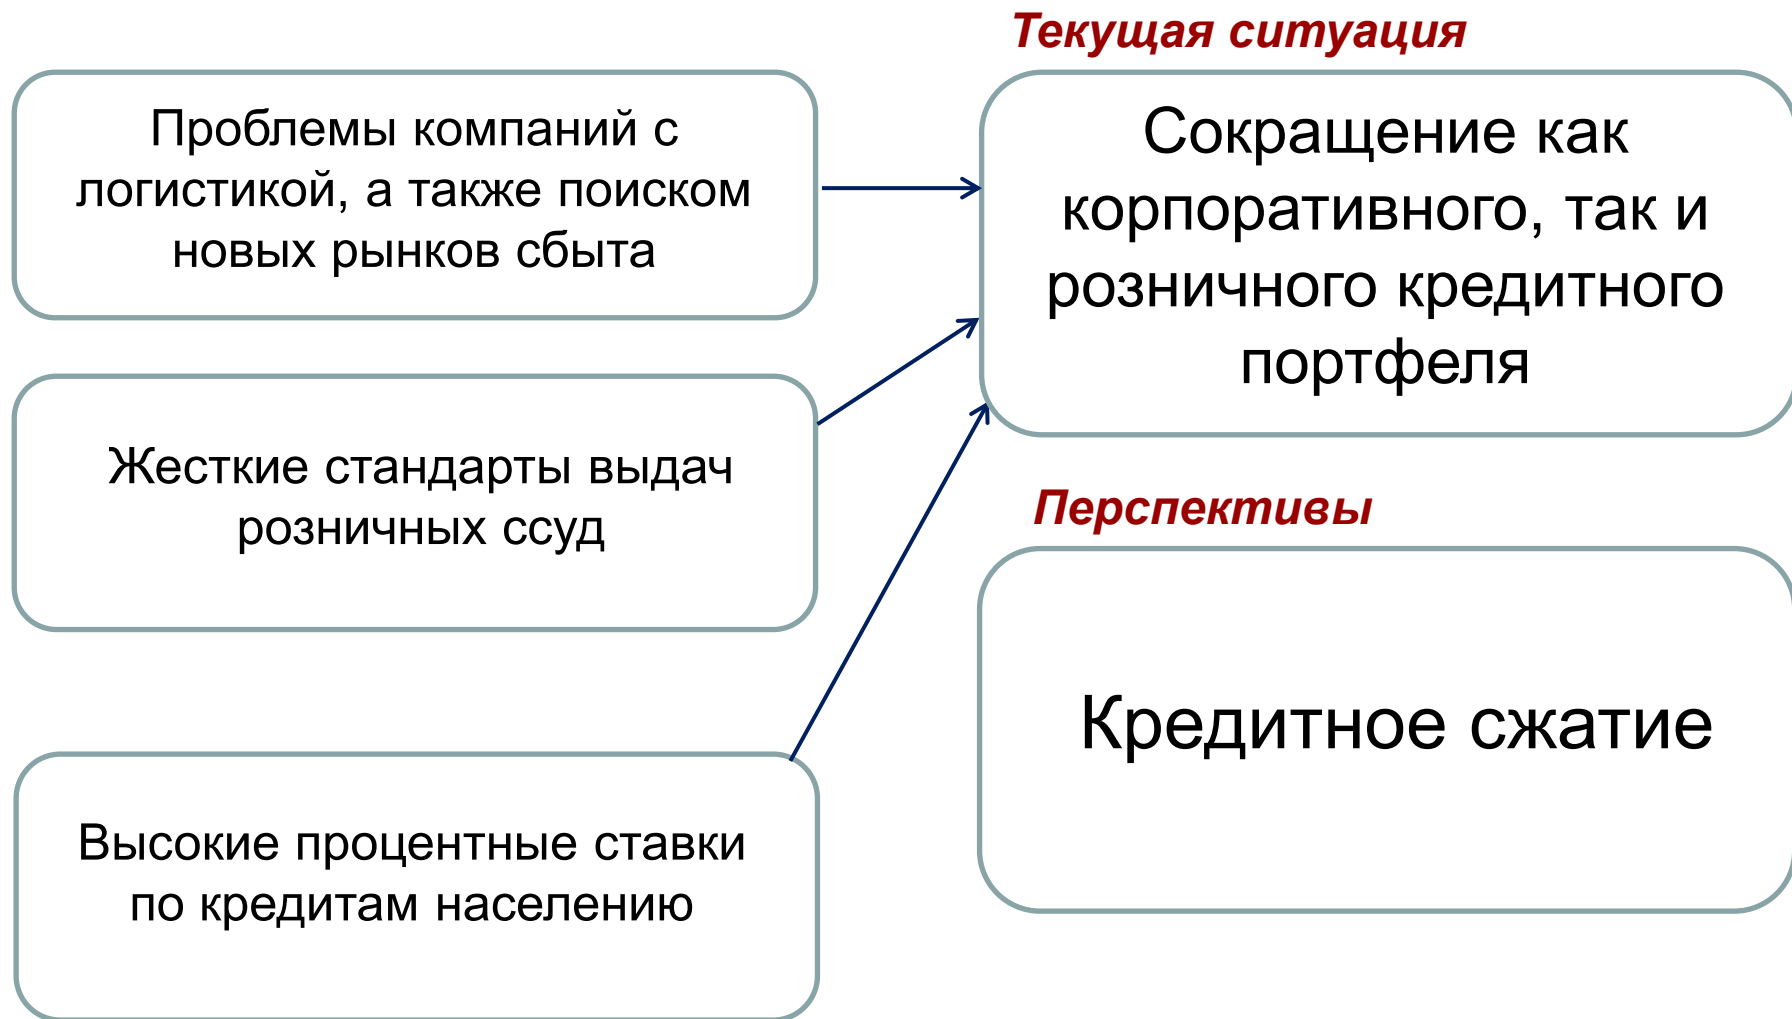 Текущая ситуация
Проблемы компаний с
логистикой, а также поиском
новых рынков сбыта
Сокращение как
корпоративного, так и
розничного кредитного
портфеля
Жесткие стандарты выдач
розничных ссуд
Перспективы
Кредитное сжатие
Высокие процентные ставки
по кредитам населению